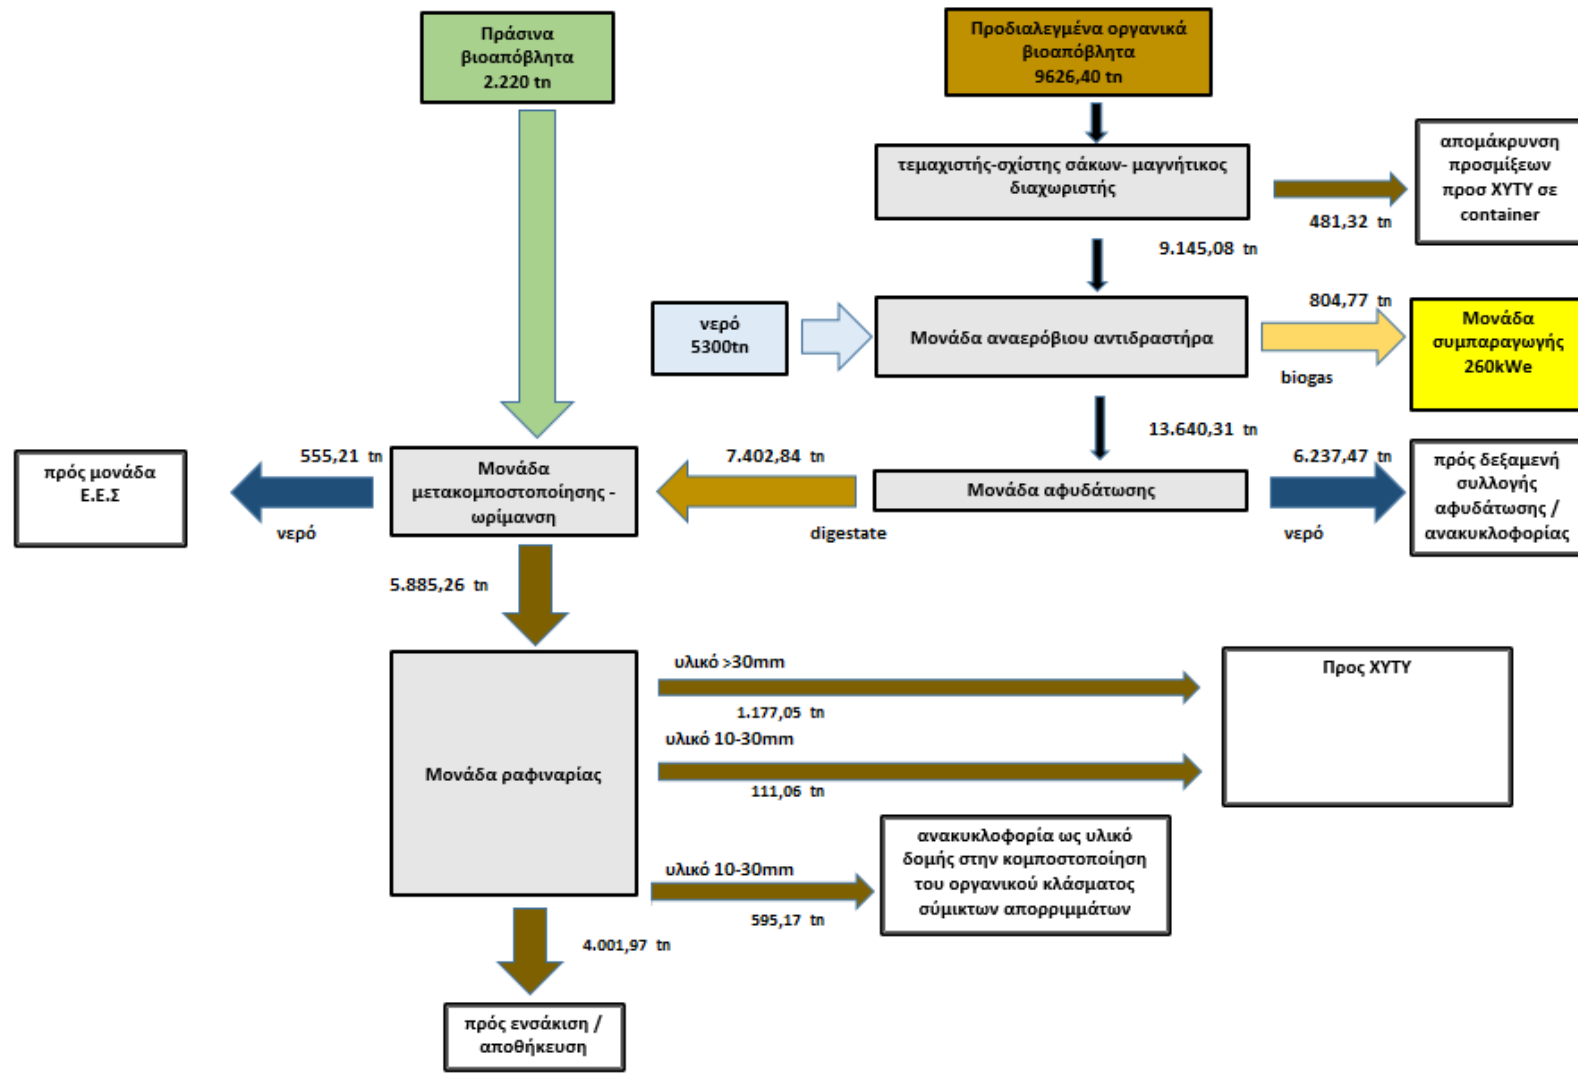 Πράσινα
βιοαπόβλητα
2.220 tn
Προδιαλεγμένα οργανικά
βιοαπόβλητα
9626,40 tn
τεμαχιστής-σχίστης σάκων- μαγνήτικος
διαχωριστής
απομάκρυνση
προσμίξεων
προσ ΧΥΤΥ σε
container
481,32 tn
9.145,08 tn
νερό
5300tn
Μονάδα αναερόβιου αντιδραστήρα
804,77 tn
biogas
Μονάδα
συμπαραγωγής
260kWe
13.640,31 tn
πρός μονάδα
Ε.Ε.Σ
555,21 tn
νερό
Μονάδα
μετακομποστοποίησης -
ωρίμανση
7.402,84 tn
digestate
Μονάδα αφυδάτωσης
6.237,47 tn
νερό
πρός δεξαμενή
συλλογής
αφυδάτωσης /
ανακυκλοφορίας
5.885,26 tn
Μονάδα ραφιναρίας
υλικό >30mm
1.177,05 tn
υλικό 10-30mm
111,06 tn
Προς ΧΥΤΥ
υλικό 10-30mm
595,17 tn
ανακυκλοφορία ως υλικό
δομής στην κομποστοποίηση
του οργανικού κλάσματος
σύμικτων απορριμμάτων
4.001,97 tn
πρός ενσάκιση /
αποθήκευση